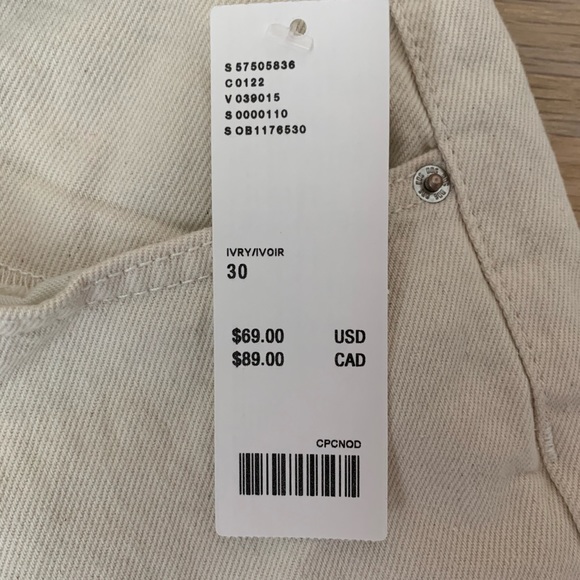 S 57505836
C 0122
V 039015
S 0000110
S OB1176530
IVRY/IVOIR
30
$69.00 USD
$89.00 CAD
CPCNOD